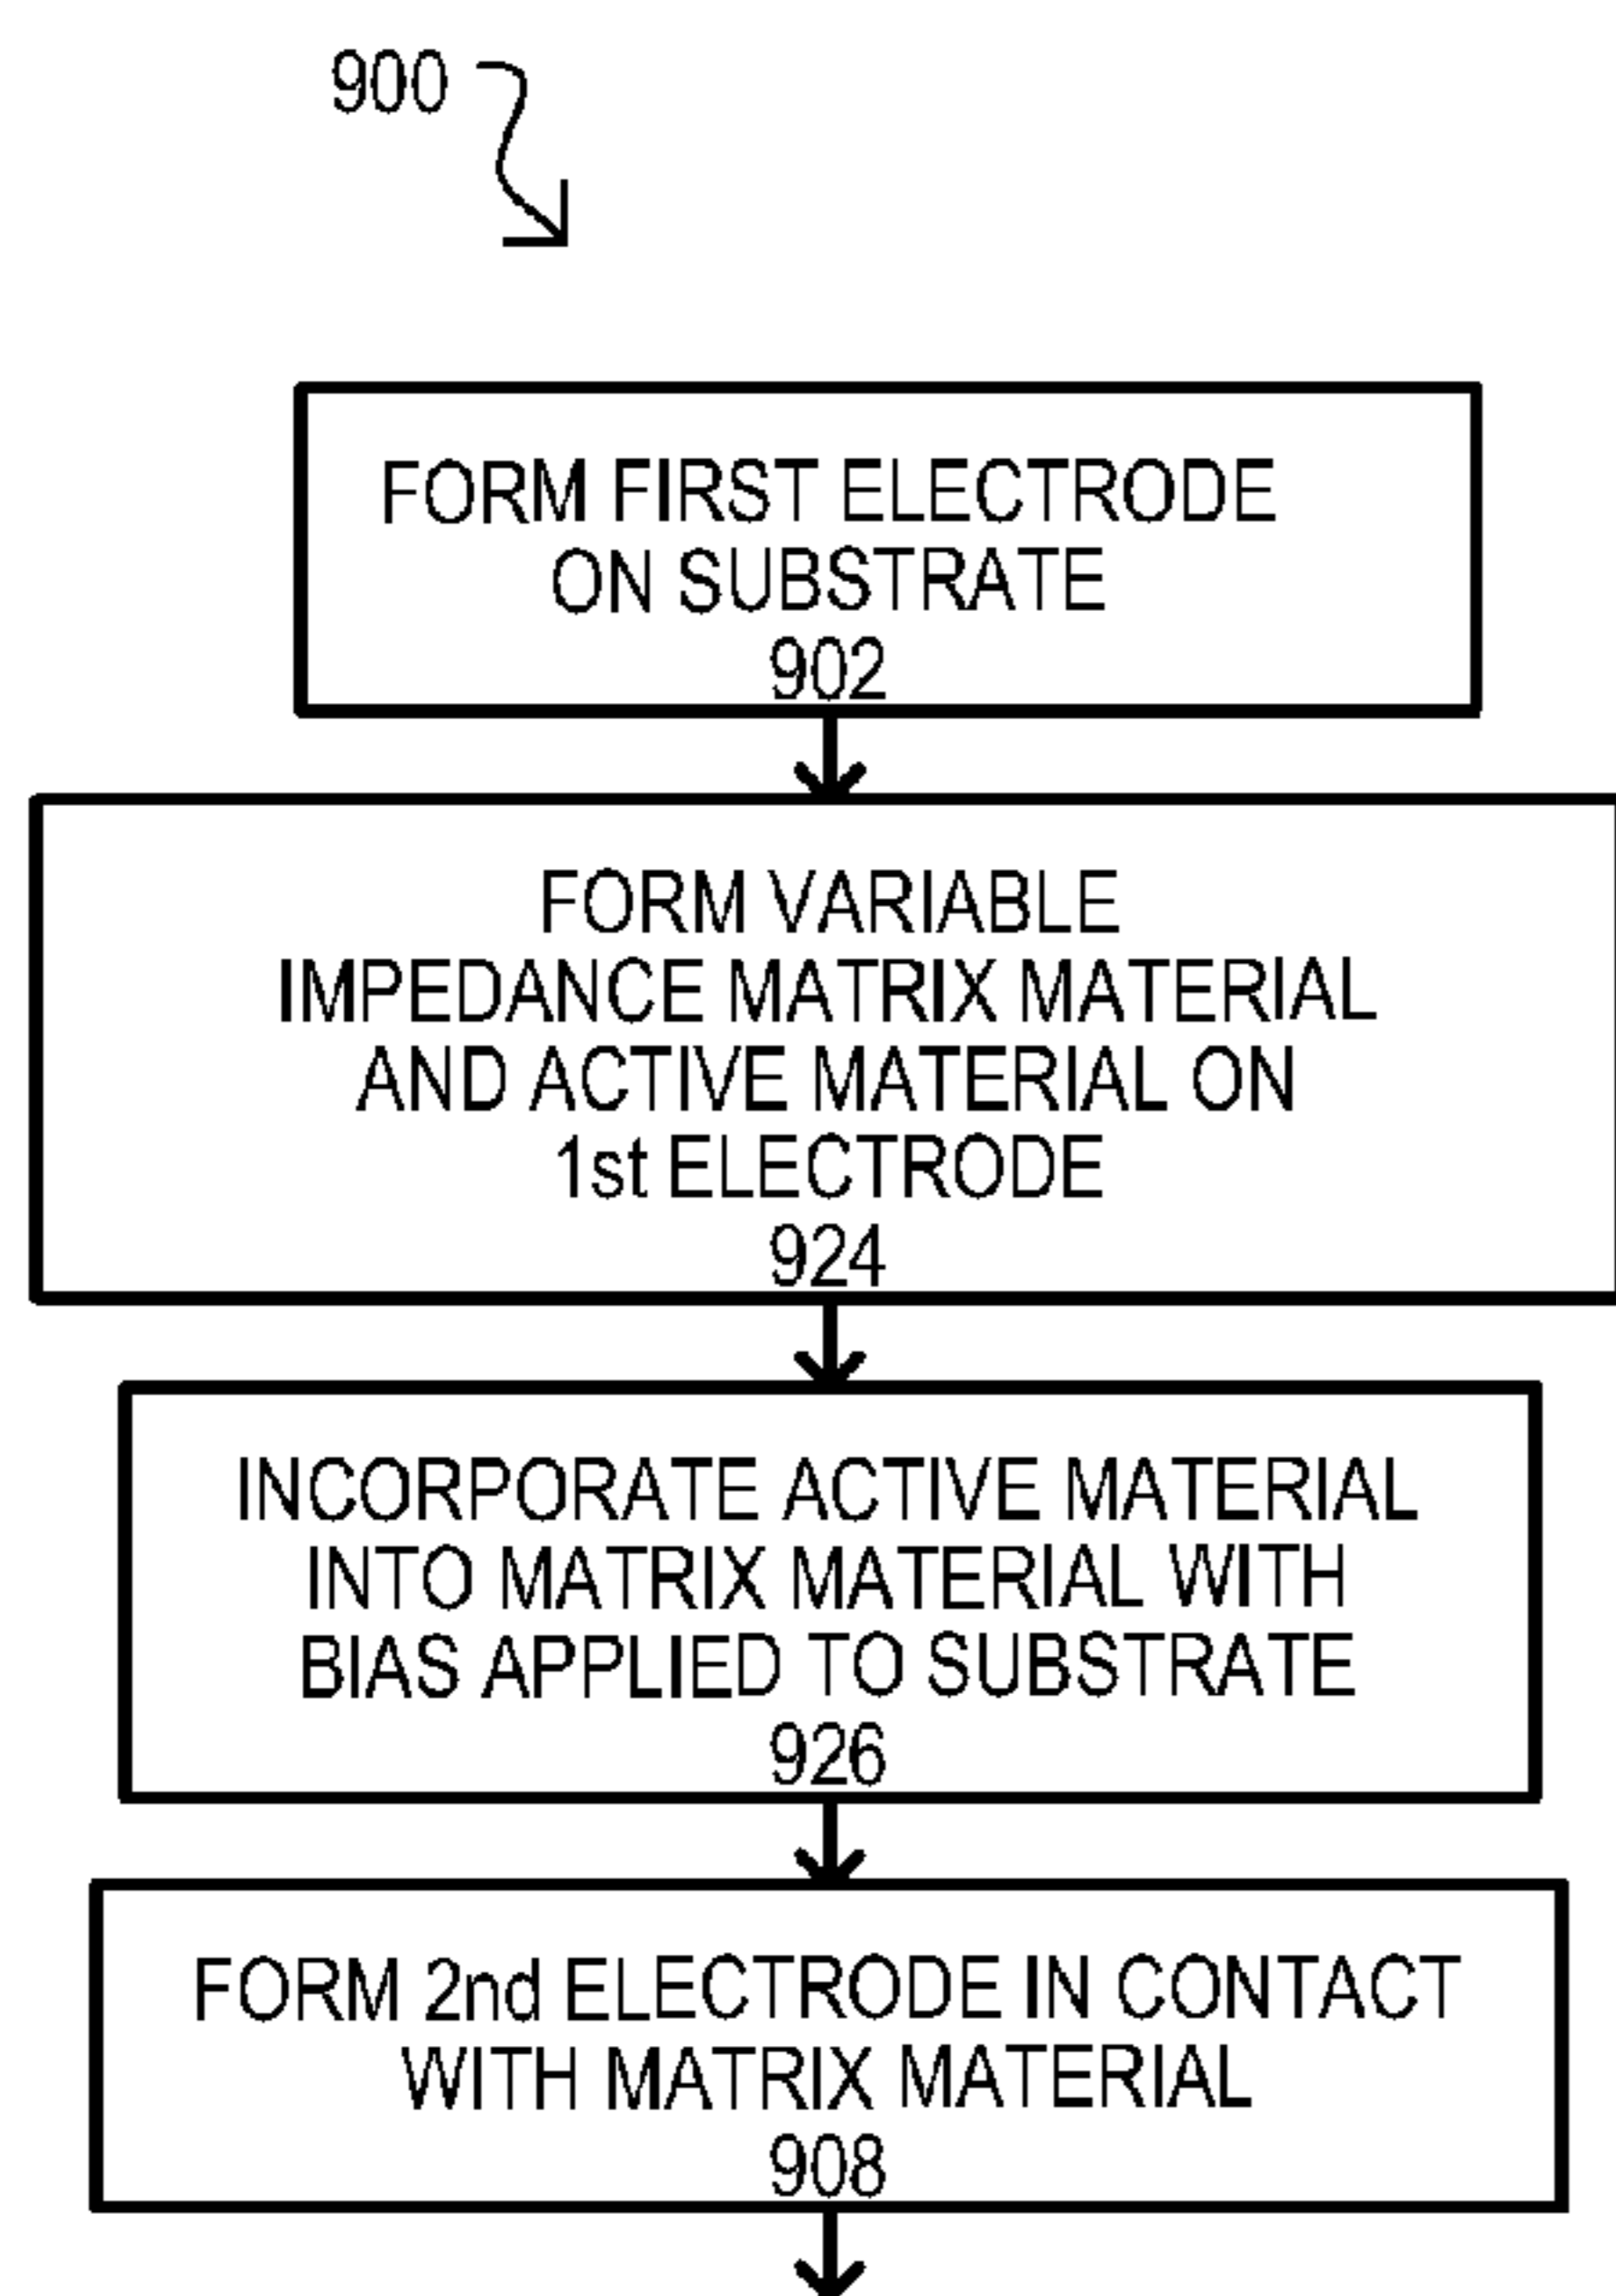 900
FORM FIRST ELECTRODE
ON SUBSTRATE
902
FORM VARIABLE
IMPEDANCE MATRIX MATERIAL
AND ACTIVE MATERIAL ON
1st ELECTRODE
924
INCORPORATE ACTIVE MATERIAL
INTO MATRIX MATERIAL WITH
BIAS APPLIED TO SUBSTRATE
926
FORM 2nd ELECTRODE IN CONTACT
WITH MATRIX MATERIAL
908